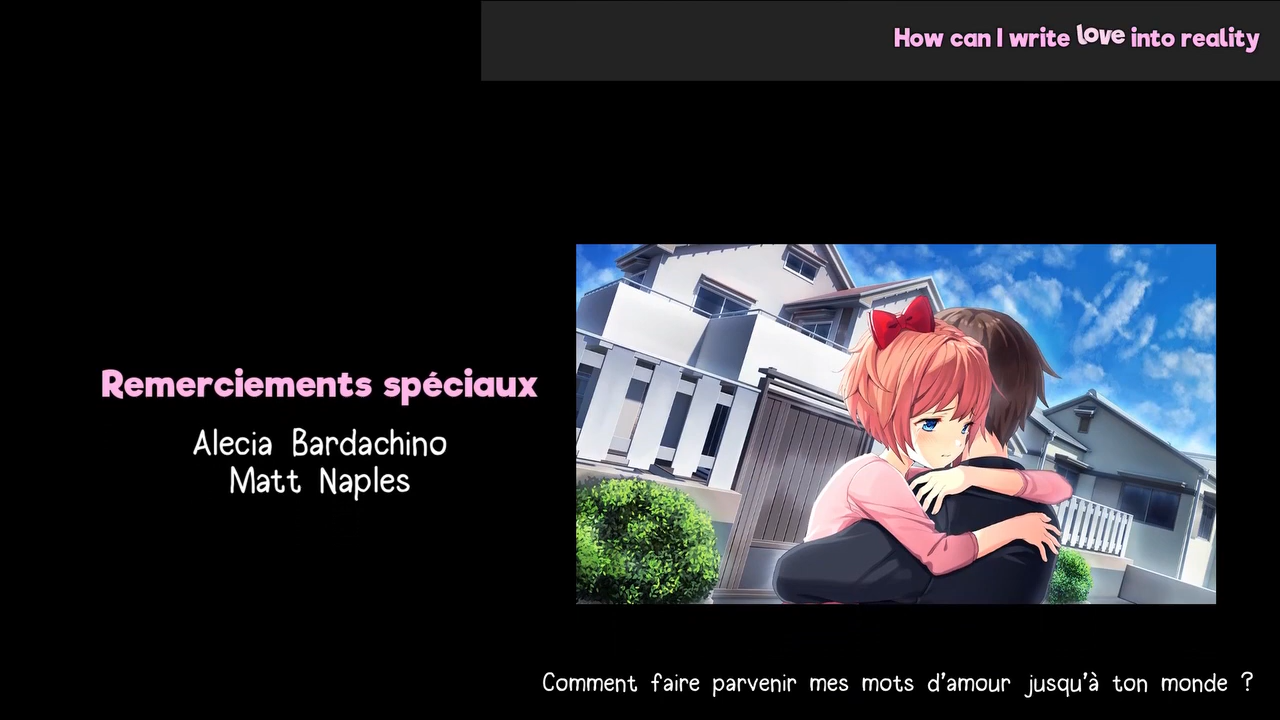 How can I write love into reality
Remerciements spéciaux
Alecia Bardachino
Matt Naples
Comment faire parvenir mes mots d'amour jusqu'à ton monde ?